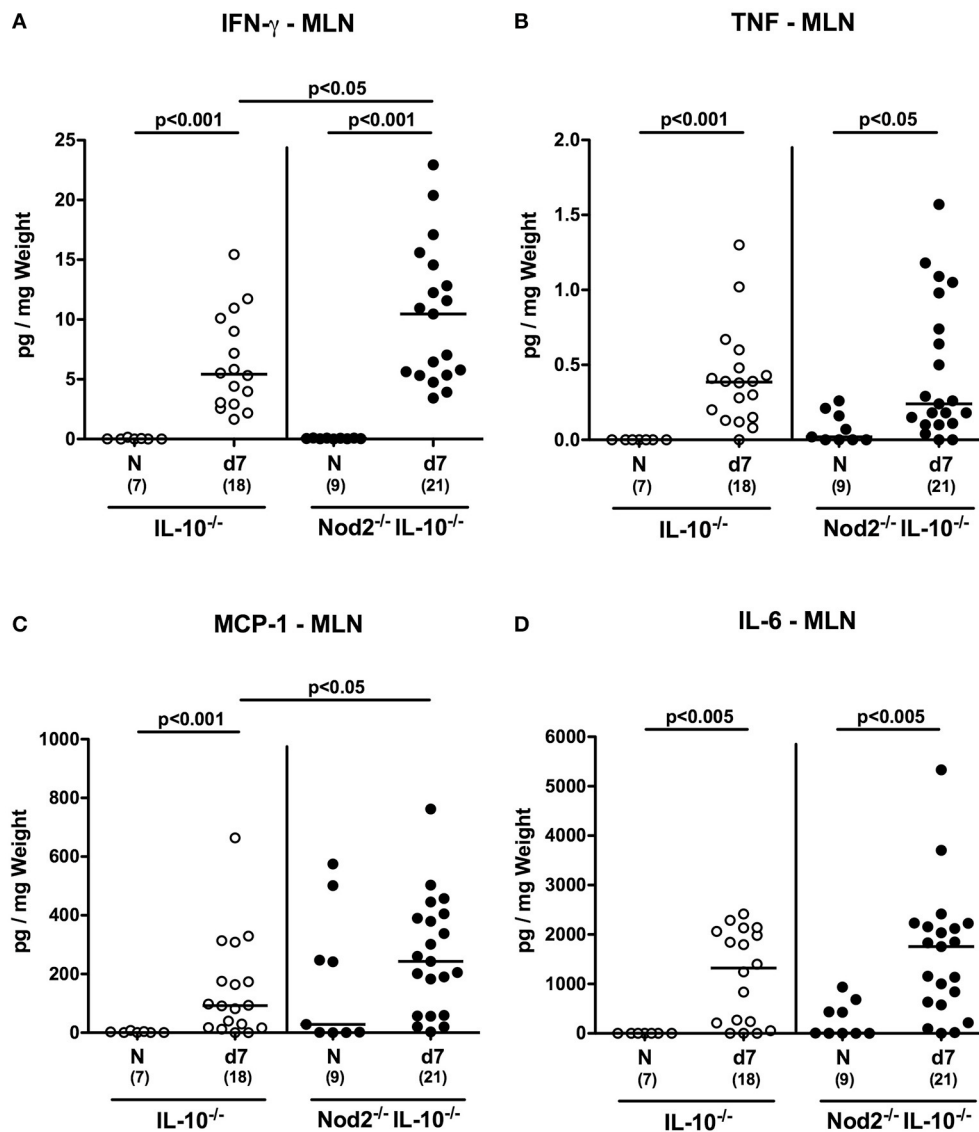 A
IFN-γ - MLN
p<0.05
p<0.001
p<0.001
pg / mg Weight
25
20
15
10
5
0
N
d7
N
d7
(7)
(18)
(9)
(21)
IL-10-/-
Nod2-/- IL-10-/-
B
TNF - MLN
p<0.001
p<0.05
pg / mg Weight
2.0
1.5
1.0
0.5
0.0
N
d7
N
d7
(7)
(18)
(9)
(21)
IL-10-/-
Nod2-/- IL-10-/-
C
MCP-1 - MLN
p<0.05
p<0.001
pg / mg Weight
1000
800
600
400
200
0
N
d7
N
d7
(7)
(18)
(9)
(21)
IL-10-/-
Nod2-/- IL-10-/-
D
IL-6 - MLN
p<0.005
p<0.005
pg / mg Weight
6000
5000
4000
3000
2000
1000
0
N
d7
N
d7
(7)
(18)
(9)
(21)
IL-10-/-
Nod2-/- IL-10-/-